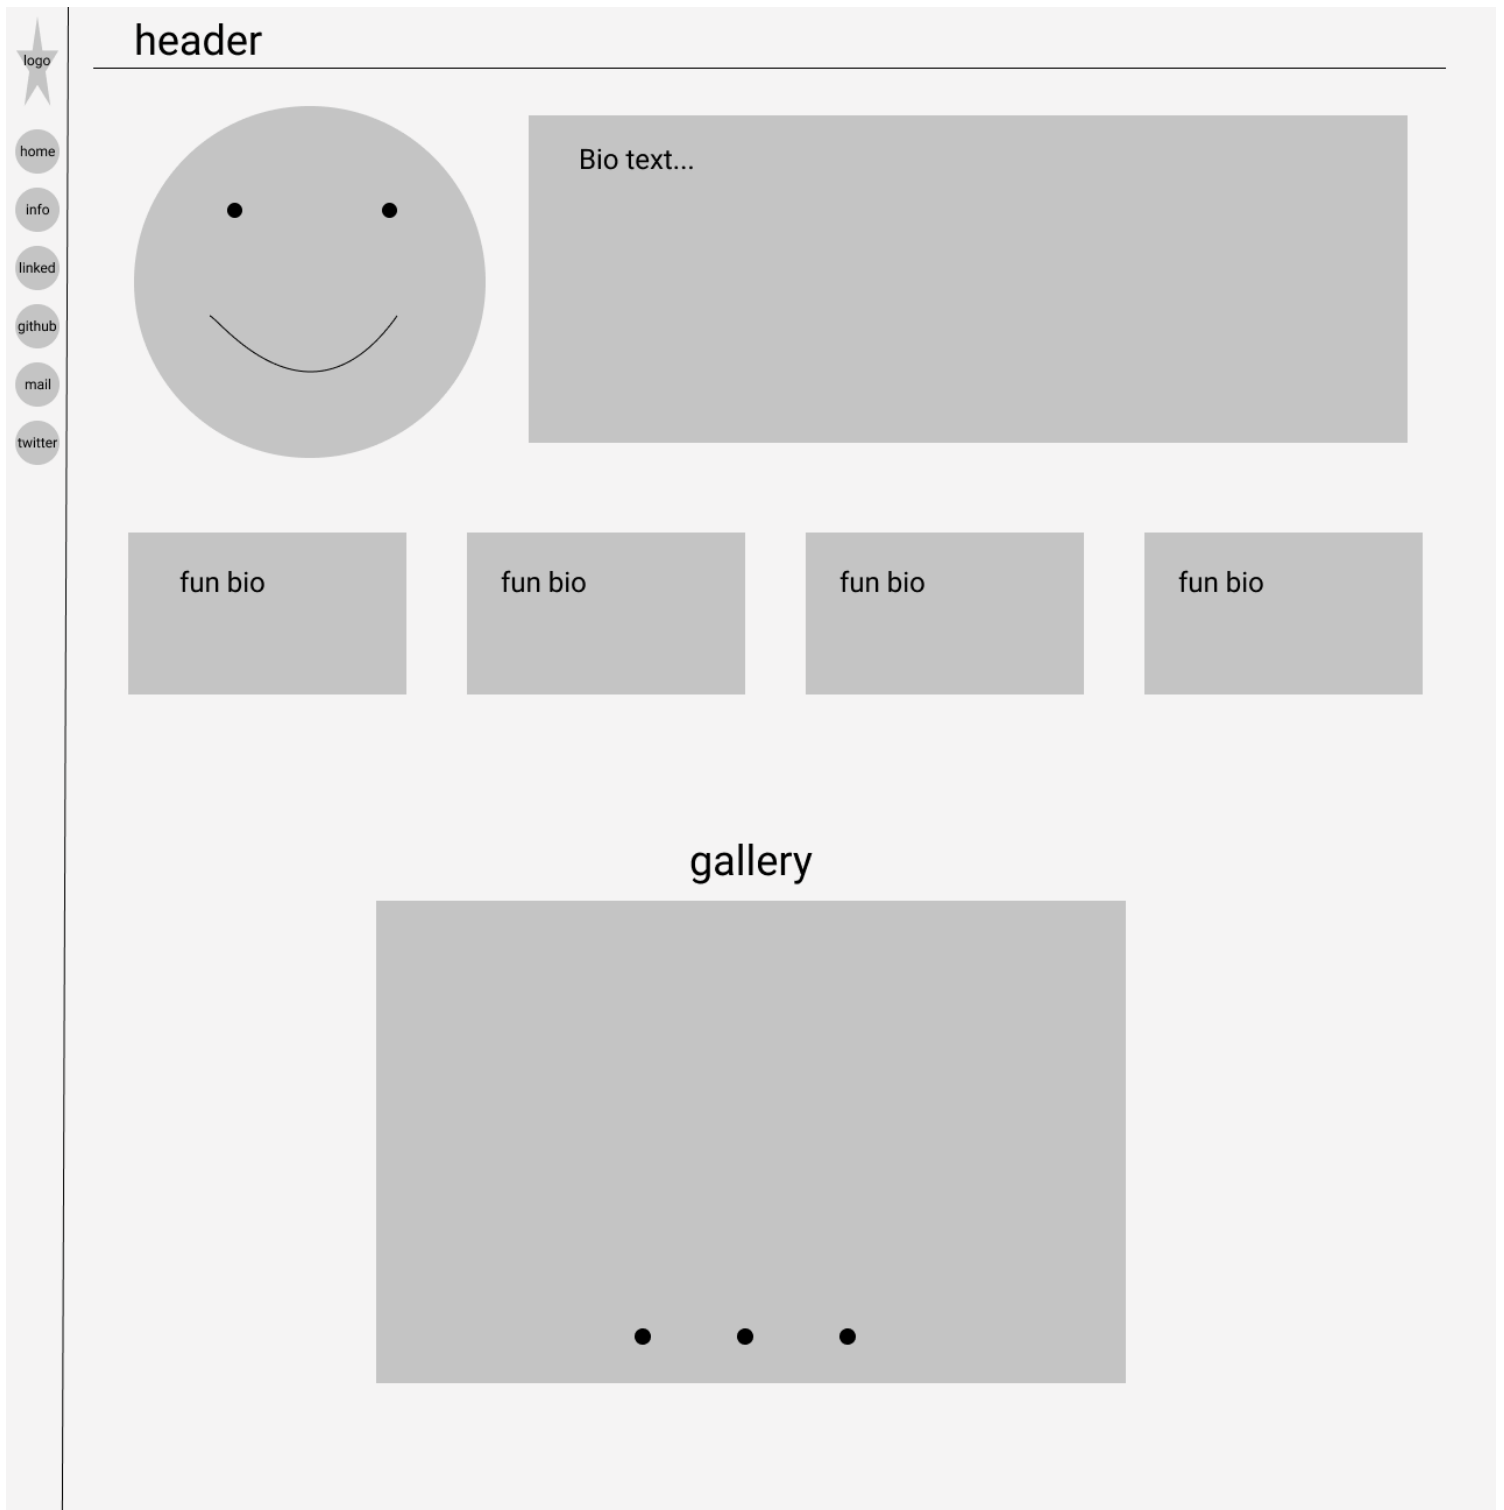 logo
home
info
linked
github
mail
twitter
header
Bio text...
fun bio
fun bio
fun bio
fun bio
gallery